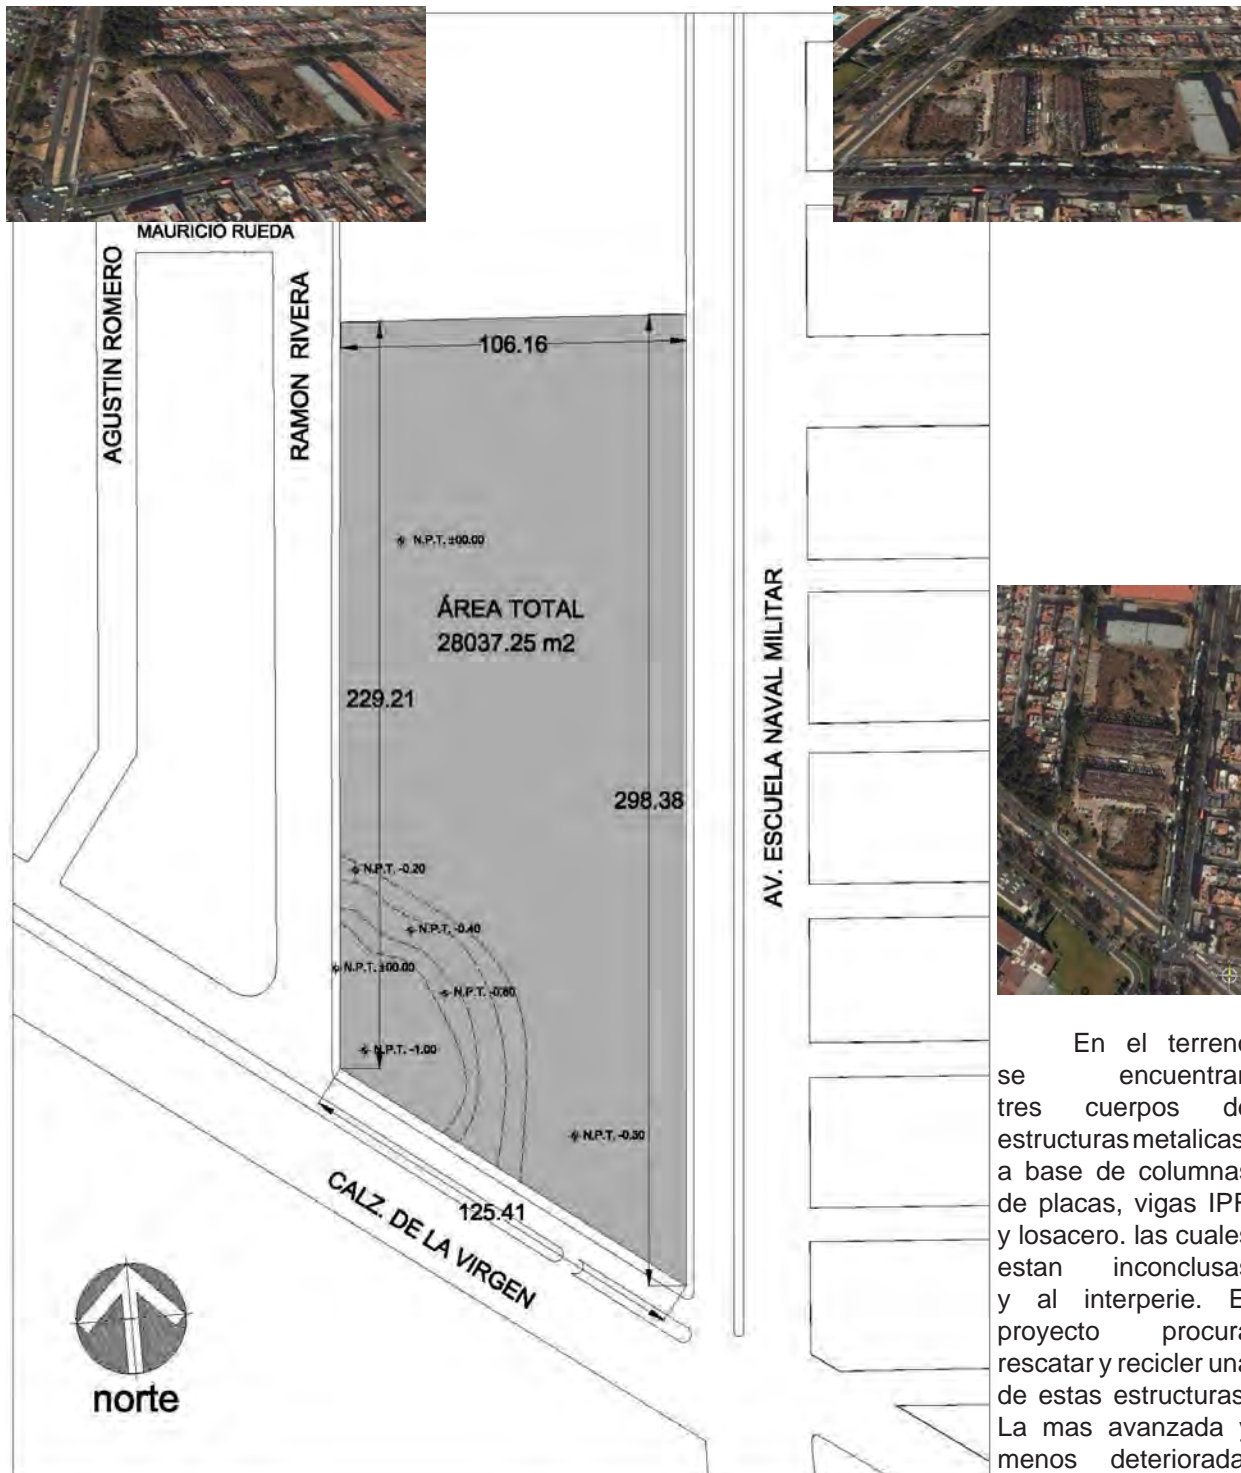 MAURICIO RUEDA
AGUSTIN ROMERO
RAMON RIVERA
106.16
N.P.T. ±00.00
ÁREA TOTAL
28037.25 m2
229.21
298.38
AV. ESCUELA NAVAL MILITAR
N.P.T. -0.20
N.P.T. -0.40
N.P.T. ±00.00
N.P.T. -0.60
N.P.T. -1.00
N.P.T. -0.30
125.41
CALZ. DE LA VIRGEN
norte
En el terreno
se encuentran
tres cuerpos de
estructuras metalicas
a base de columnas
de placas, vigas IPR
y losacero. las cuales
estan inconclusas
y al interperie. El
proyecto procura
rescatar y recicler una
de estas estructuras
La mas avanzada y
menos deteriorada